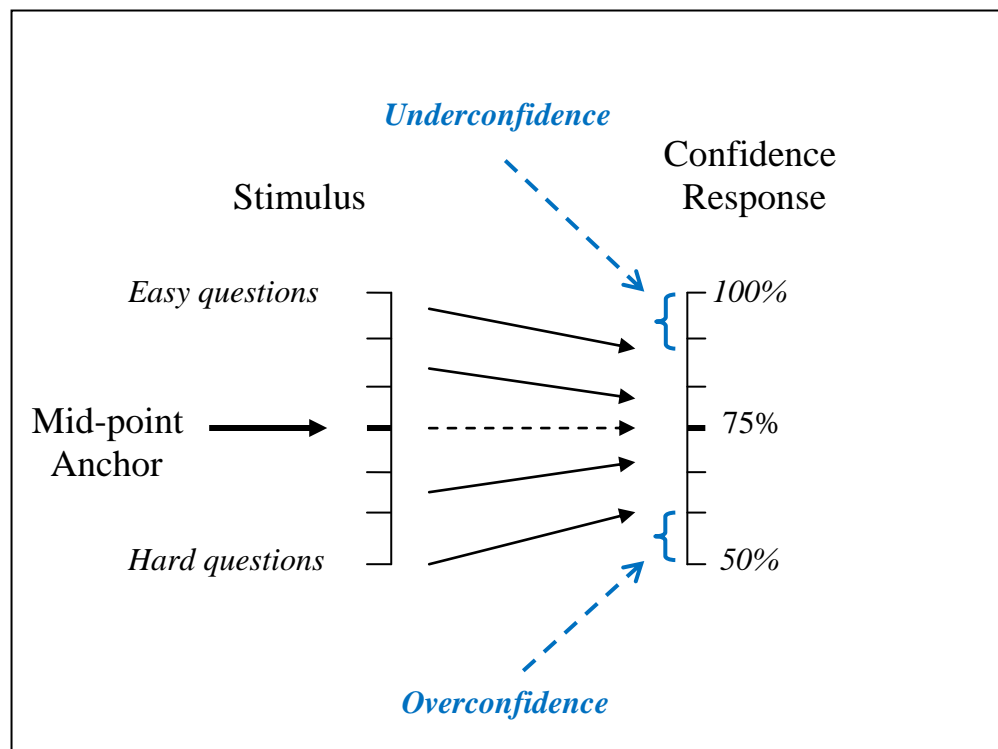 Underconfidence
Confidence
Response
Stimulus
Easy questions
100%
Mid-point
Anchor
75%
Hard questions
50%
Overconfidence